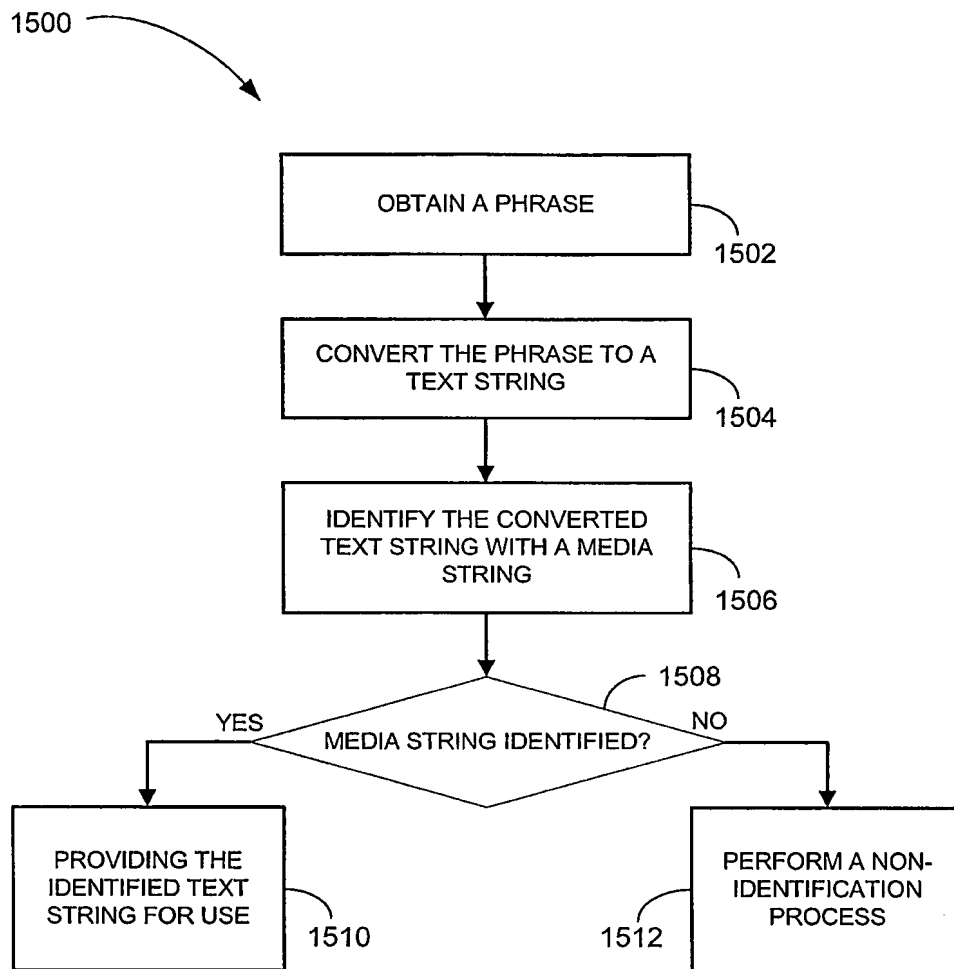 1500
OBTAIN A PHRASE
1502
CONVERT THE PHRASE TO A
TEXT STRING
1504
IDENTIFY THE CONVERTED
TEXT STRING WITH A MEDIA
STRING
1506
1508
YES
NO
MEDIA STRING IDENTIFIED?
PROVIDING THE
IDENTIFIED TEXT
STRING FOR USE
1510
PERFORM A NON-
IDENTIFICATION
PROCESS
1512